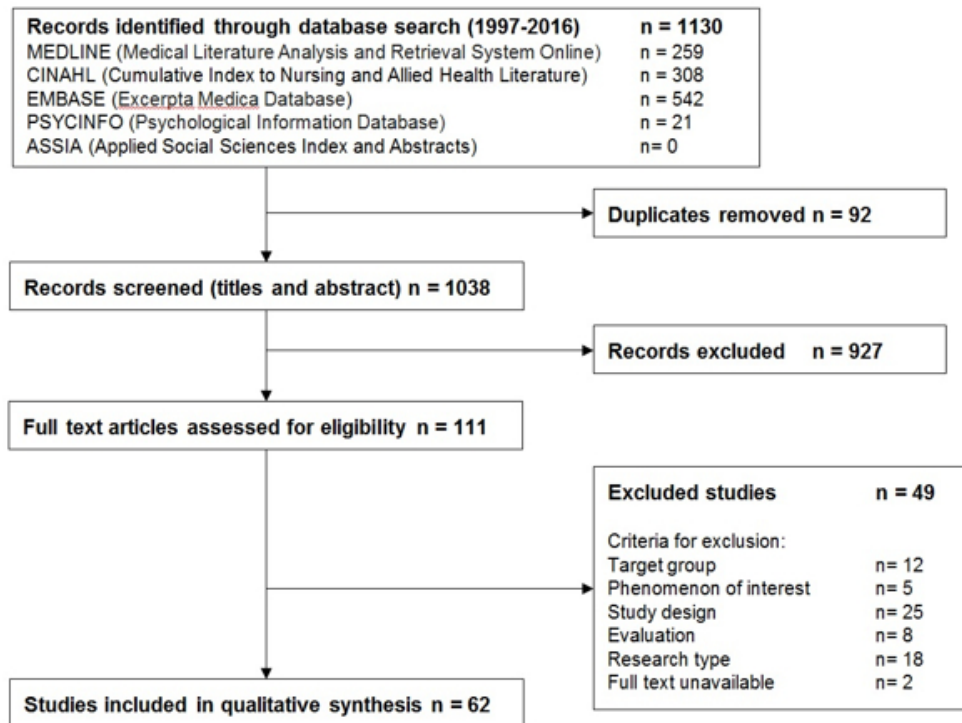 Records identified through database search (1997-2016) n = 1130
MEDLINE (Medical Literature Analysis and Retrieval System Online) n = 259
CINAHL (Cumulative Index to Nursing and Allied Health Literature) n = 308
EMBASE (Excerpta Medica Database) n = 542
PSYCINFO (Psychological Information Database) n = 21
ASSIA (Applied Social Sciences Index and Abstracts) n= 0
Duplicates removed n = 92
Records screened (titles and abstract) n = 1038
Records excluded n = 927
Full text articles assessed for eligibility n = 111
Excluded studies n = 49
Criteria for exclusion:
Target group n= 12
Phenomenon of interest n= 5
Study design n= 25
Evaluation n= 8
Research type n= 18
Full text unavailable n= 2
Studies included in qualitative synthesis n = 62